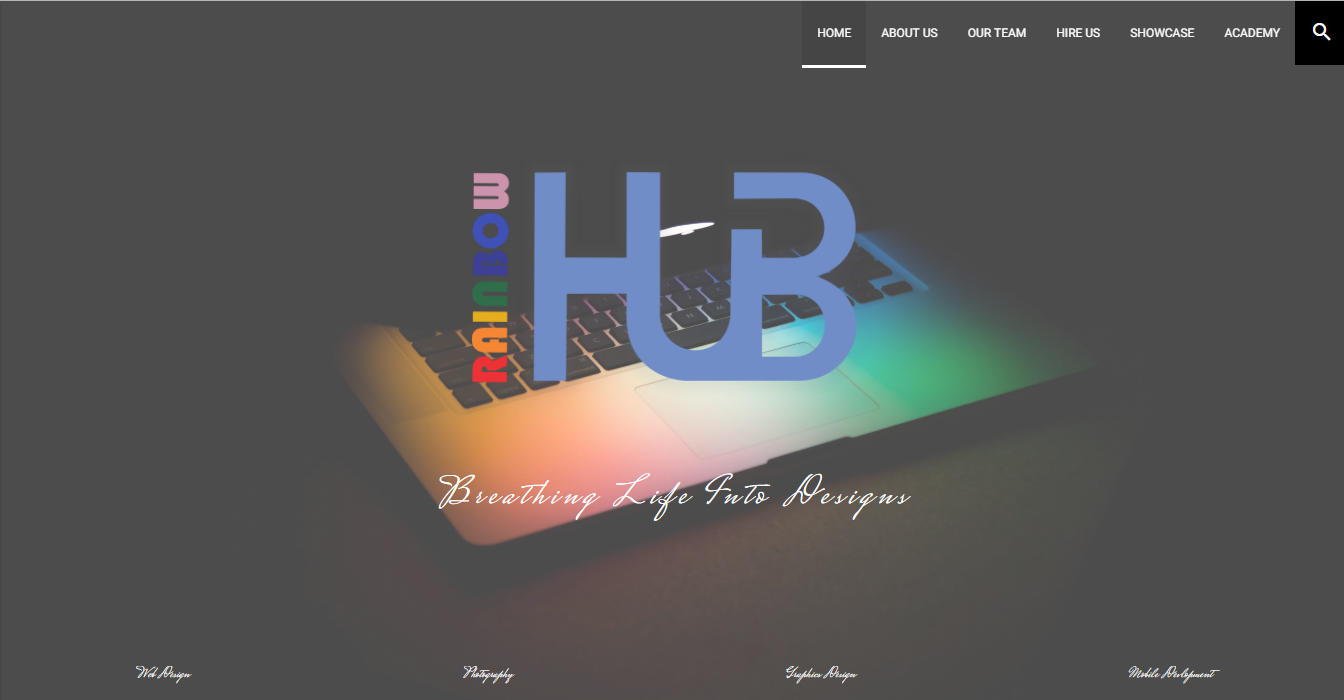 HOME ABOUT US OUR TEAM HIRE US SHOWCASE ACADEMY
RAINBOW
HUB
Breathing Life Into Designs
Web Design Photography Graphics Design Mobile Devlopment